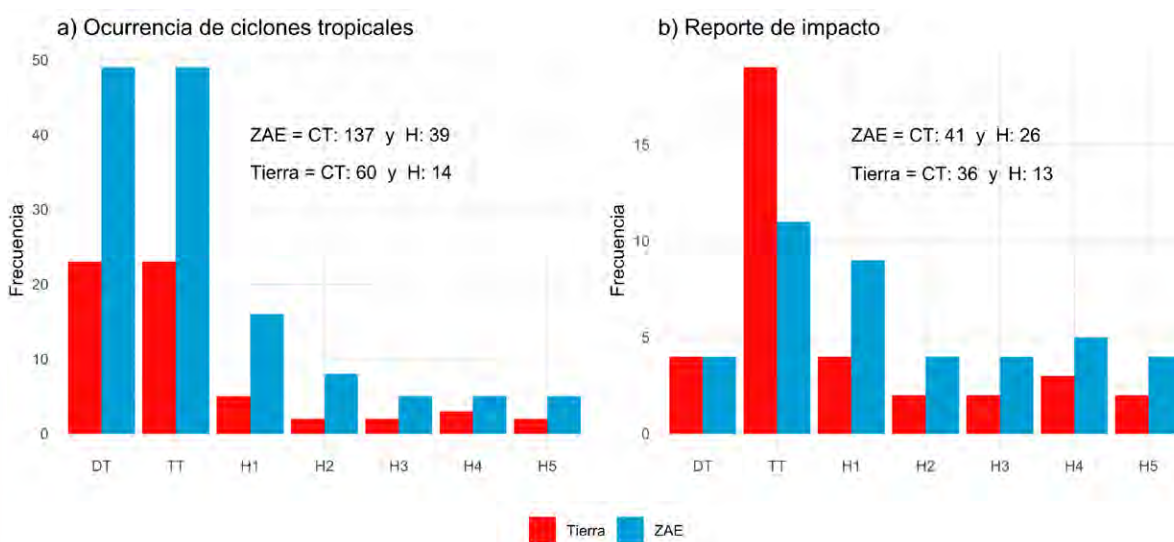 a) Ocurrencia de ciclones tropicales
50
40
30
20
10
0
Frecuencia
ZAE = CT: 137 y H: 39
Tierra = CT: 60 y H: 14
DT TT H1 H2 H3 H4 H5
b) Reporte de impacto
15
10
5
0
Frecuencia
ZAE = CT: 41 y H: 26
Tierra = CT: 36 y H: 13
DT TT H1 H2 H3 H4 H5
Tierra ZAE